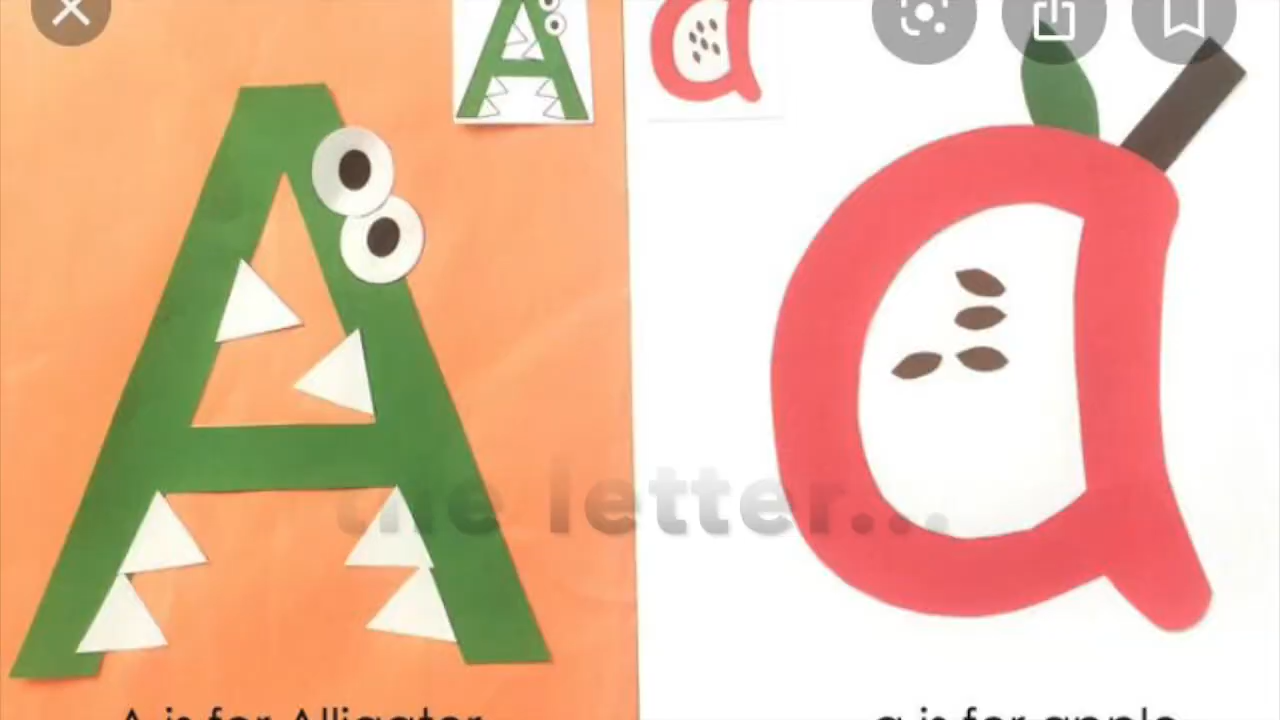 A
a
the letter...
A is for Alligator
a is for apple